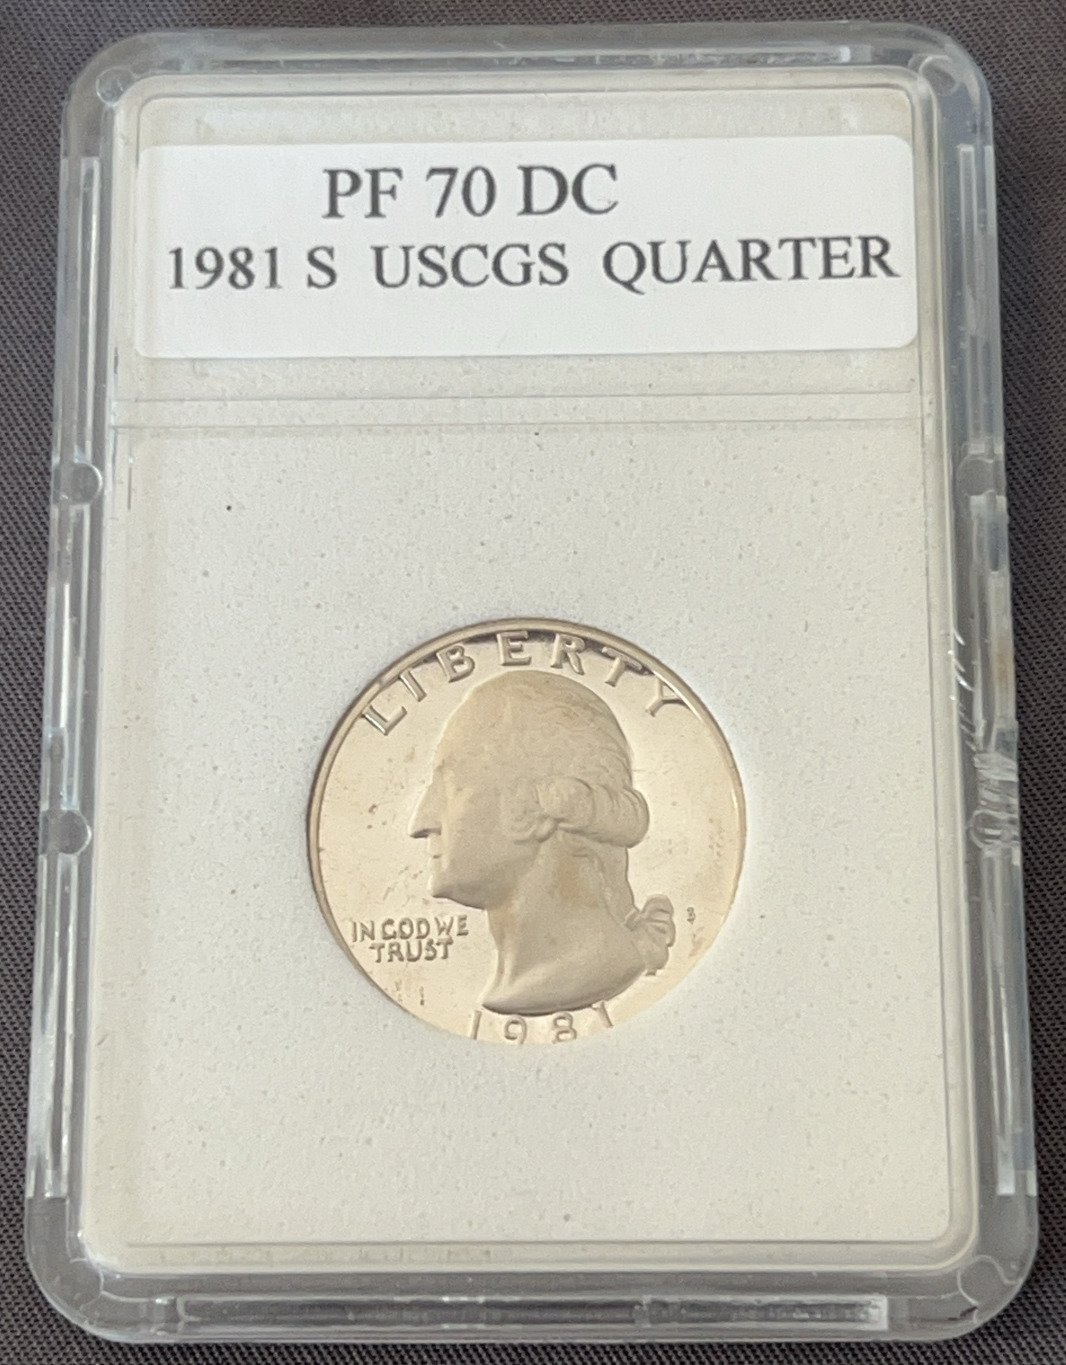 PF 70 DC
1981 S USCGS QUARTER
LIBERTY
IN GOD WE
TRUST
1981